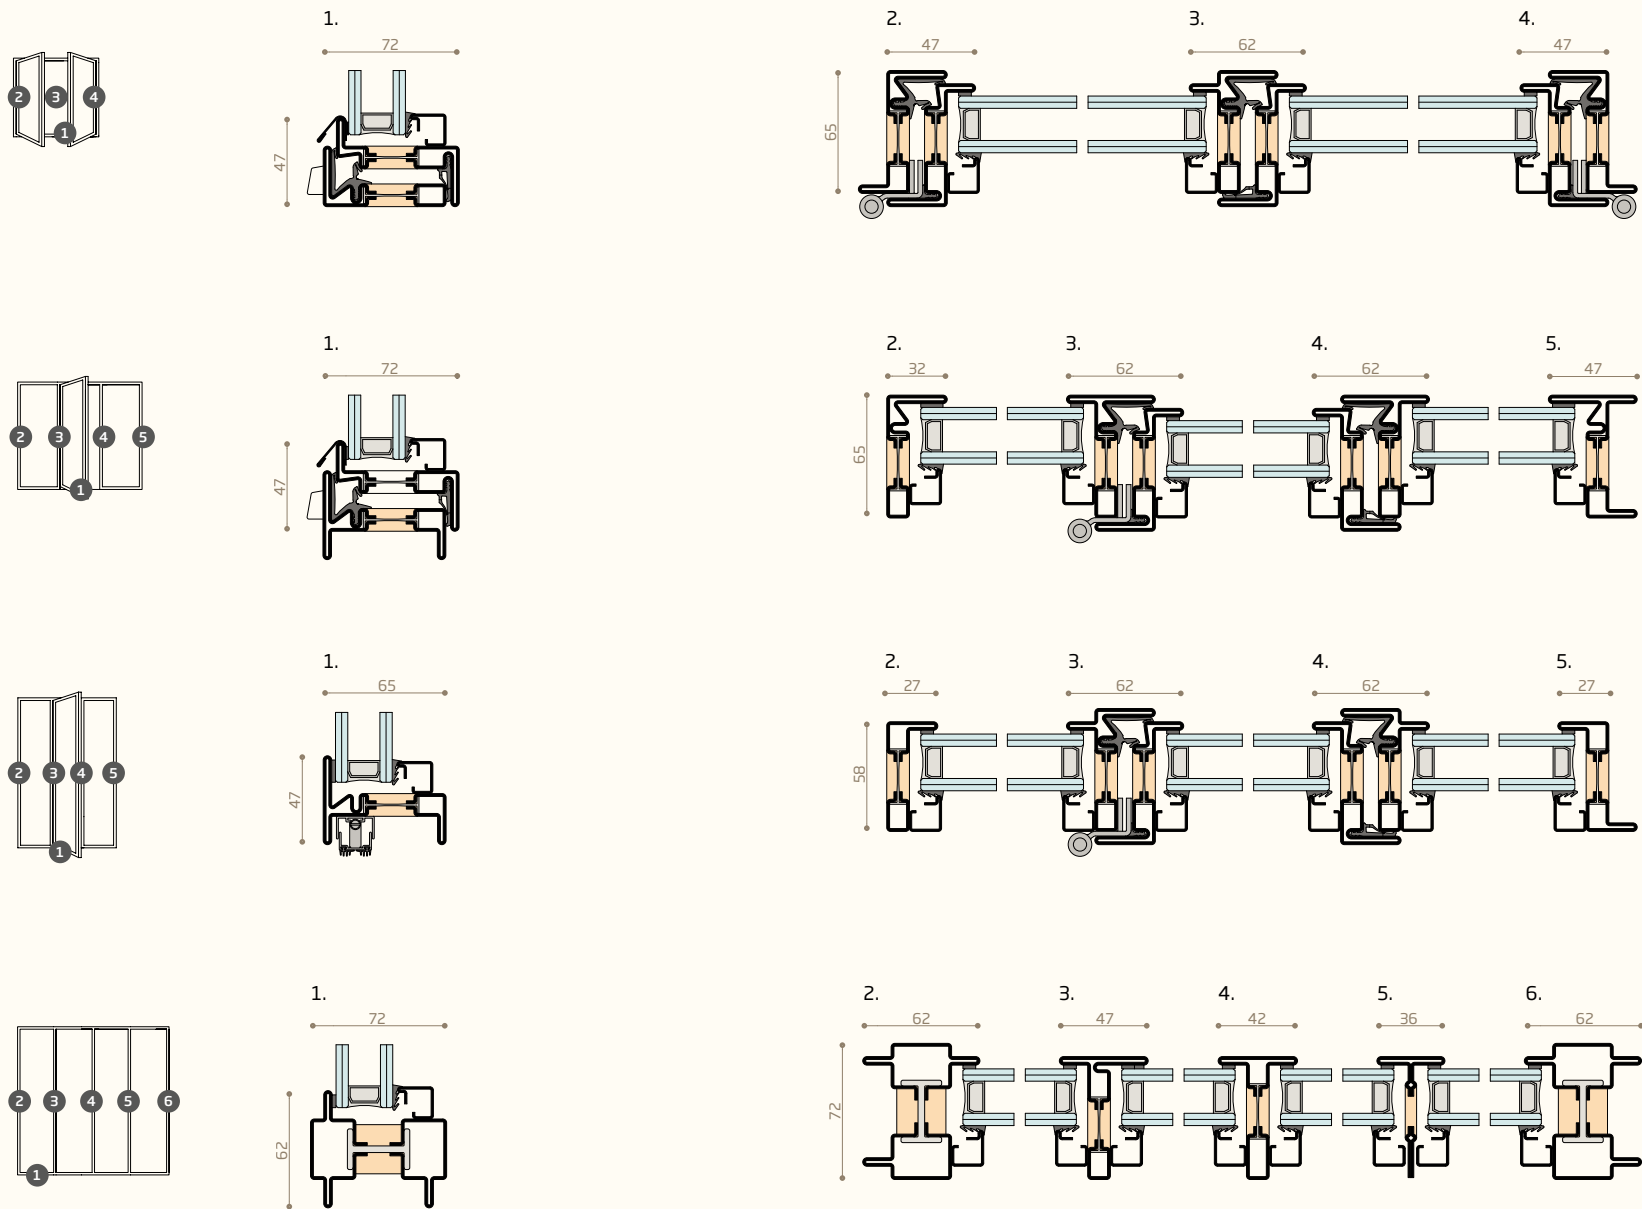 1. 2. 3. 4.
72 47 62 47
2 3 4 1
47 65
1. 2. 3. 4. 5.
72 32 62 62 47
2 3 4 5 1
47 65
1. 2. 3. 4. 5.
65 27 62 62 27
2 3 4 5 1
47 58
1. 2. 3. 4. 5. 6.
72 62 47 42 36 62
2 3 4 5 6 1
62 72